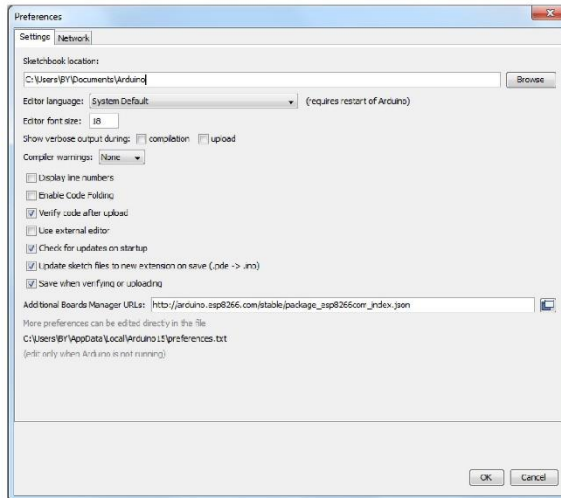 Preferences
Settings Network
Sketchbook location:
C:\Users\BY\Documents\Arduino Browse
Editor language: System Default (requires restart of Arduino)
Editor font size: 18
Show verbose output during: compilation upload
Compiler warnings: None
Display line numbers
Enable Code Folding
Verify code after upload
Use external editor
Check for updates on startup
Update sketch files to new extension on save (.pde -> .ino)
Save when verifying or uploading
Additional Boards Manager URLs: http://arduino.esp8266.com/stable/package_esp8266com_index.json
More preferences can be edited directly in the file
C:\Users\BY\AppData\Local\Arduino15\preferences.txt
(edit only when Arduino is not running)
OK Cancel